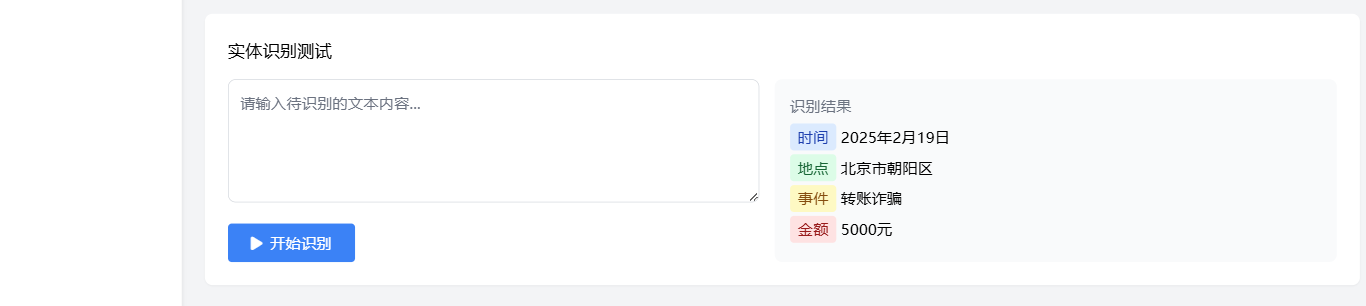 实体识别测试
请输入待识别的文本内容...
开始识别
识别结果
时间 2025年2月19日
地点 北京市朝阳区
事件 转账诈骗
金额 5000元